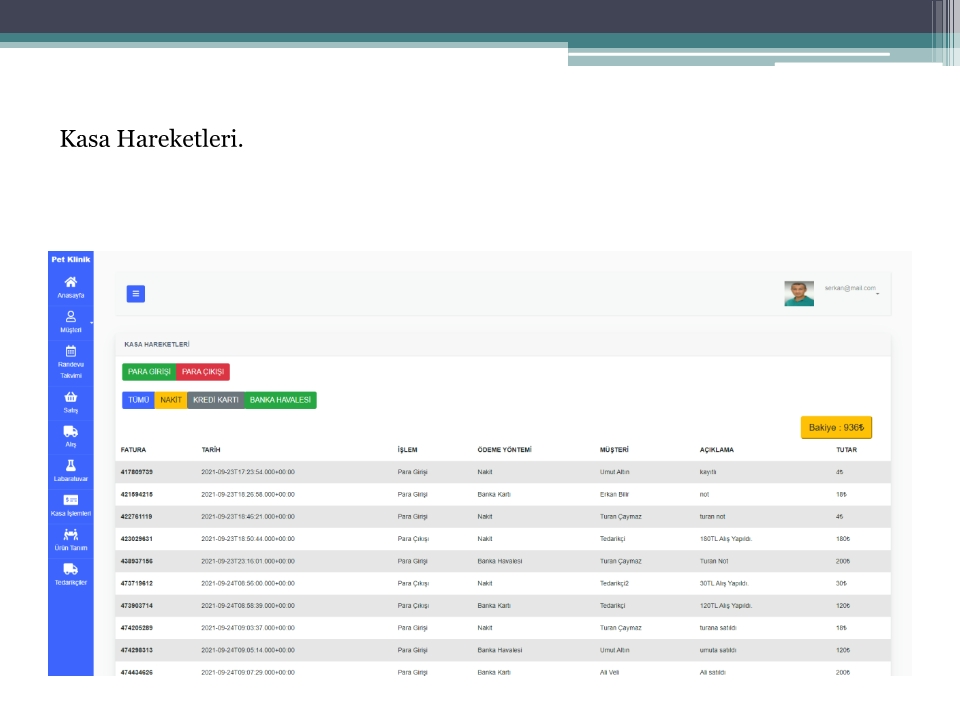 Kasa Hareketleri.
Pet Klinik
Anasayfa
Müşteri
Randevu
Takvimi
Satış
Alış
Labaratuvar
Kasa İşlemleri
Ürün Tanım
Tedarikçiler
serkan@mail.com
KASA HAREKETLERİ
PARA GİRİŞİ PARA ÇIKIŞI
TÜMÜ NAKİT KREDİ KARTI BANKA HAVALESİ
Bakiye : 936₺
FATURA TARİH İŞLEM ÖDEME YÖNTEMİ MÜŞTERİ AÇIKLAMA TUTAR
417809739 2021-09-23T17:23:54.000+00:00 Para Girişi Nakit Umut Altın kayıtlı 4₺
421594218 2021-09-23T18:26:58.000+00:00 Para Girişi Banka Kartı Erkan Bilir not 18₺
422761119 2021-09-23T18:46:21.000+00:00 Para Girişi Nakit Turan Çaymaz turan not 4₺
423029631 2021-09-23T18:50:44.000+00:00 Para Çıkışı Nakit Tedarikçi 180TL Alış Yapıldı. 180₺
438937186 2021-09-23T23:16:01.000+00:00 Para Girişi Banka Havalesi Turan Çaymaz Turan Not 200₺
473719612 2021-09-24T08:56:00.000+00:00 Para Çıkışı Nakit Tedarikçi2 30TL Alış Yapıldı. 30₺
473903714 2021-09-24T08:58:39.000+00:00 Para Çıkışı Banka Kartı Tedarikçi 120TL Alış Yapıldı. 120₺
474205289 2021-09-24T09:03:37.000+00:00 Para Girişi Nakit Turan Çaymaz turana satıldı 18₺
474298313 2021-09-24T09:05:14.000+00:00 Para Girişi Banka Havalesi Umut Altın umuta satıldı 120₺
474434626 2021-09-24T09:07:29.000+00:00 Para Girişi Banka Kartı Ali Veli Ali satıldı 200₺